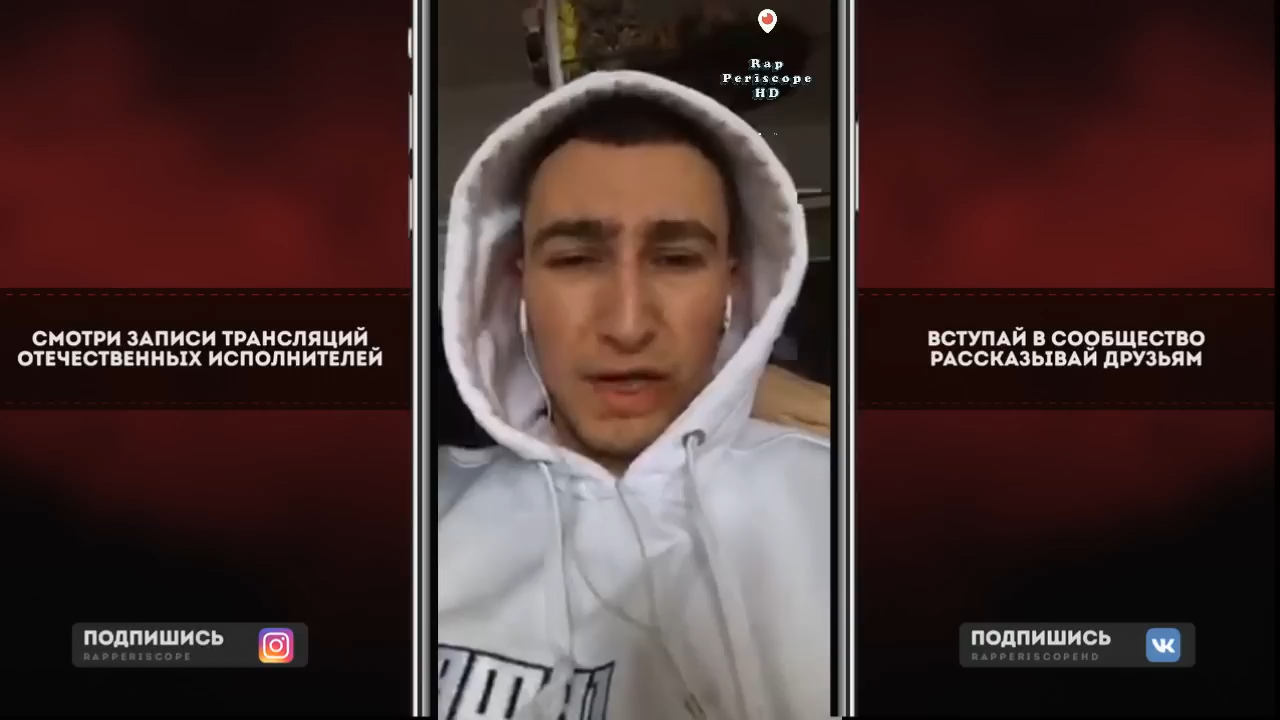 Rap
Periscope
HD
СМОТРИ ЗАПИСИ ТРАНСЛЯЦИЙ
ОТЕЧЕСТВЕННЫХ ИСПОЛНИТЕЛЕЙ
ВСТУПАЙ В СООБЩЕСТВО
РАССКАЗЫВАЙ ДРУЗЬЯМ
ПОДПИШИСЬ
RAPPERISCOPE
ПОДПИШИСЬ
RAPPERISCOPEHD